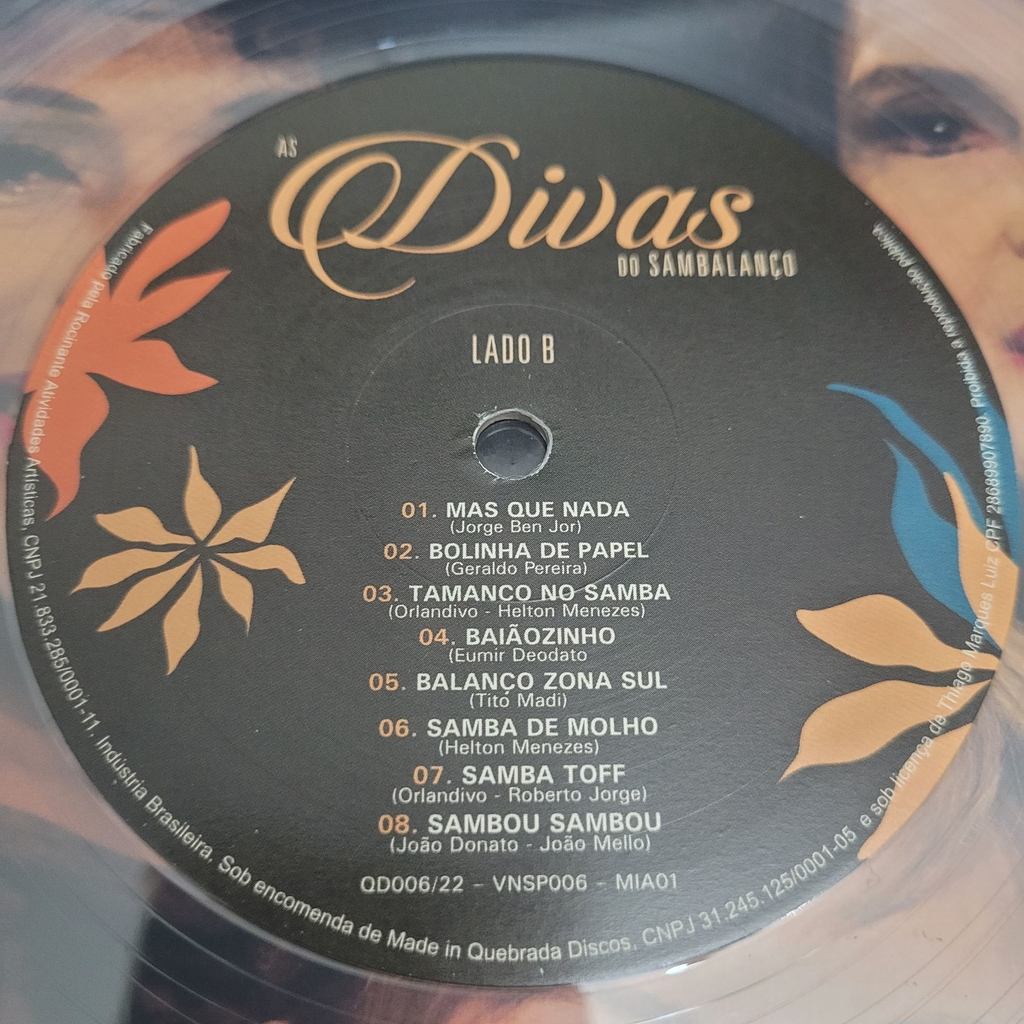 AS
Divas
DO SAMBALANÇO
LADO B
01. MAS QUE NADA
(Jorge Ben Jor)
02. BOLINHA DE PAPEL
(Geraldo Pereira)
03. TAMANCO NO SAMBA
(Orlandivo - Helton Menezes)
04. BAIÃOZINHO
(Eumir Deodato
05. BALANÇO ZONA SUL
(Tito Madi)
06. SAMBA DE MOLHO
(Helton Menezes)
07. SAMBA TOFF
(Orlandivo - Roberto Jorge)
08. SAMBOU SAMBOU
(João Donato - João Mello)
QD006/22 - VNSP006 - MIA01
Fabricado pela Rocinante Atividades Artísticas, CNPJ 21.833.285/0001-11. Indústria Brasileira. Sob encomenda de Made in Quebrada Discos, CNPJ 31.245.125/0001-05 e sob licença de Thiago Marques Luiz CPF 28689907890. Proibida a reprodução pública